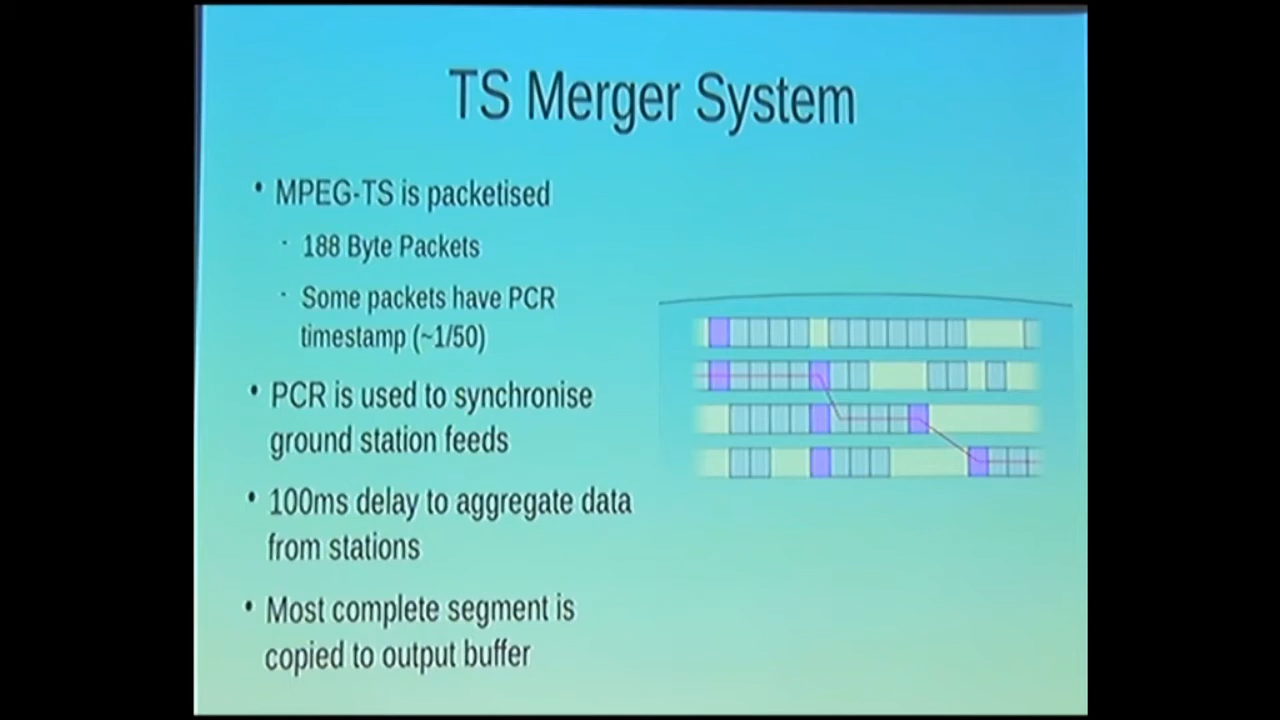 TS Merger System
• MPEG-TS is packetised
· 188 Byte Packets
· Some packets have PCR
timestamp (~1/50)
• PCR is used to synchronise
ground station feeds
• 100ms delay to aggregate data
from stations
• Most complete segment is
copied to output buffer